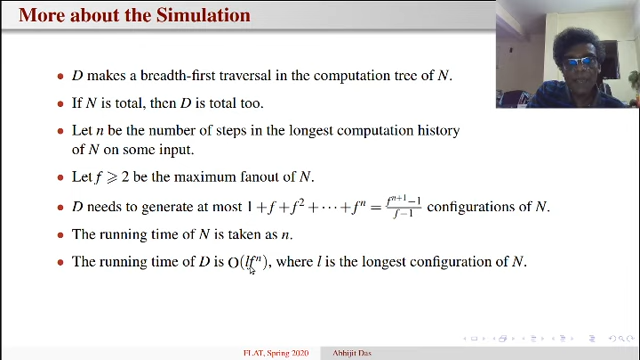 More about the Simulation
• D makes a breadth-first traversal in the computation tree of N.
• If N is total, then D is total too.
• Let n be the number of steps in the longest computation history
of N on some input.
• Let f ⩾ 2 be the maximum fanout of N.
• D needs to generate at most 1 + f + f² + ⋯ + fⁿ = (fⁿ⁺¹−1)/(f−1) configurations of N.
• The running time of N is taken as n.
• The running time of D is O(lfⁿ), where l is the longest configuration of N.
FLAT, Spring 2020 Abhijit Das